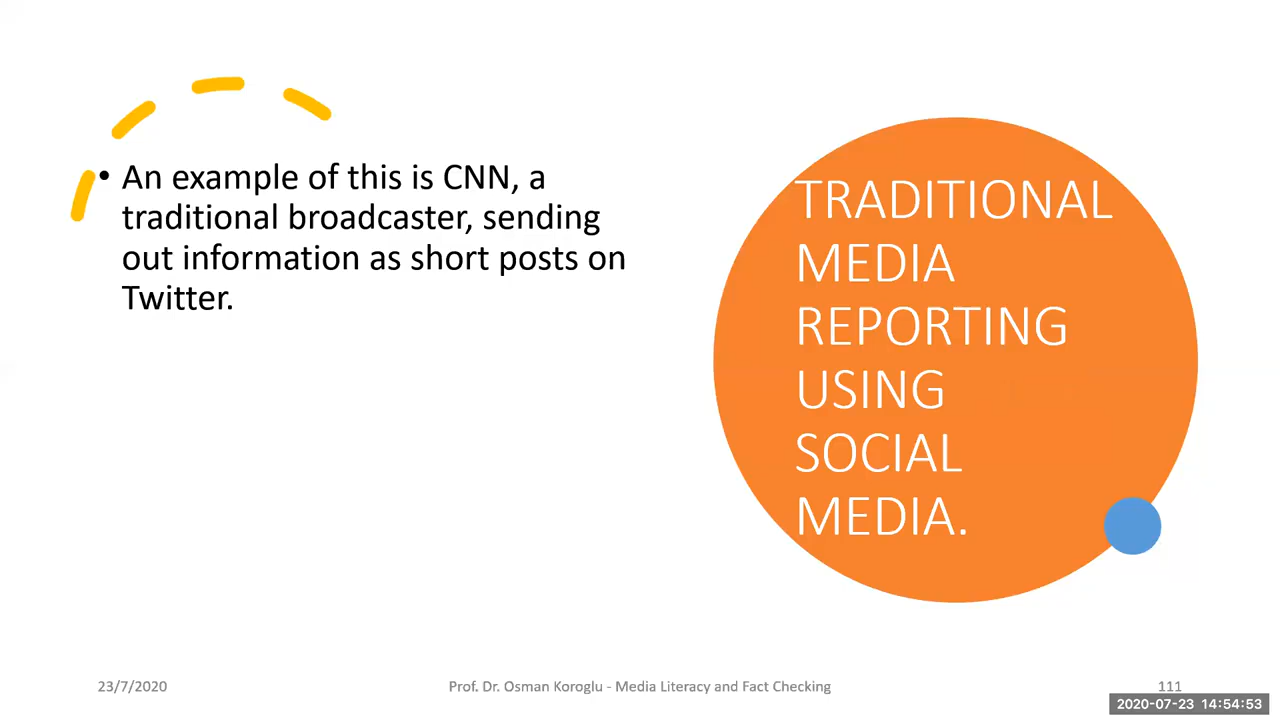 • An example of this is CNN, a
traditional broadcaster, sending
out information as short posts on
Twitter.
TRADITIONAL
MEDIA
REPORTING
USING
SOCIAL
MEDIA.
23/7/2020
Prof. Dr. Osman Koroglu - Media Literacy and Fact Checking
111
2020-07-23 14:54:53